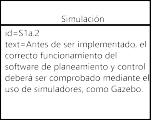 Simulación
id=S1a.2
text=Antes de ser implementado, el
correcto funcionamiento del
software de planeamiento y control
deberá ser comprobado mediante el
uso de simuladores, como Gazebo.